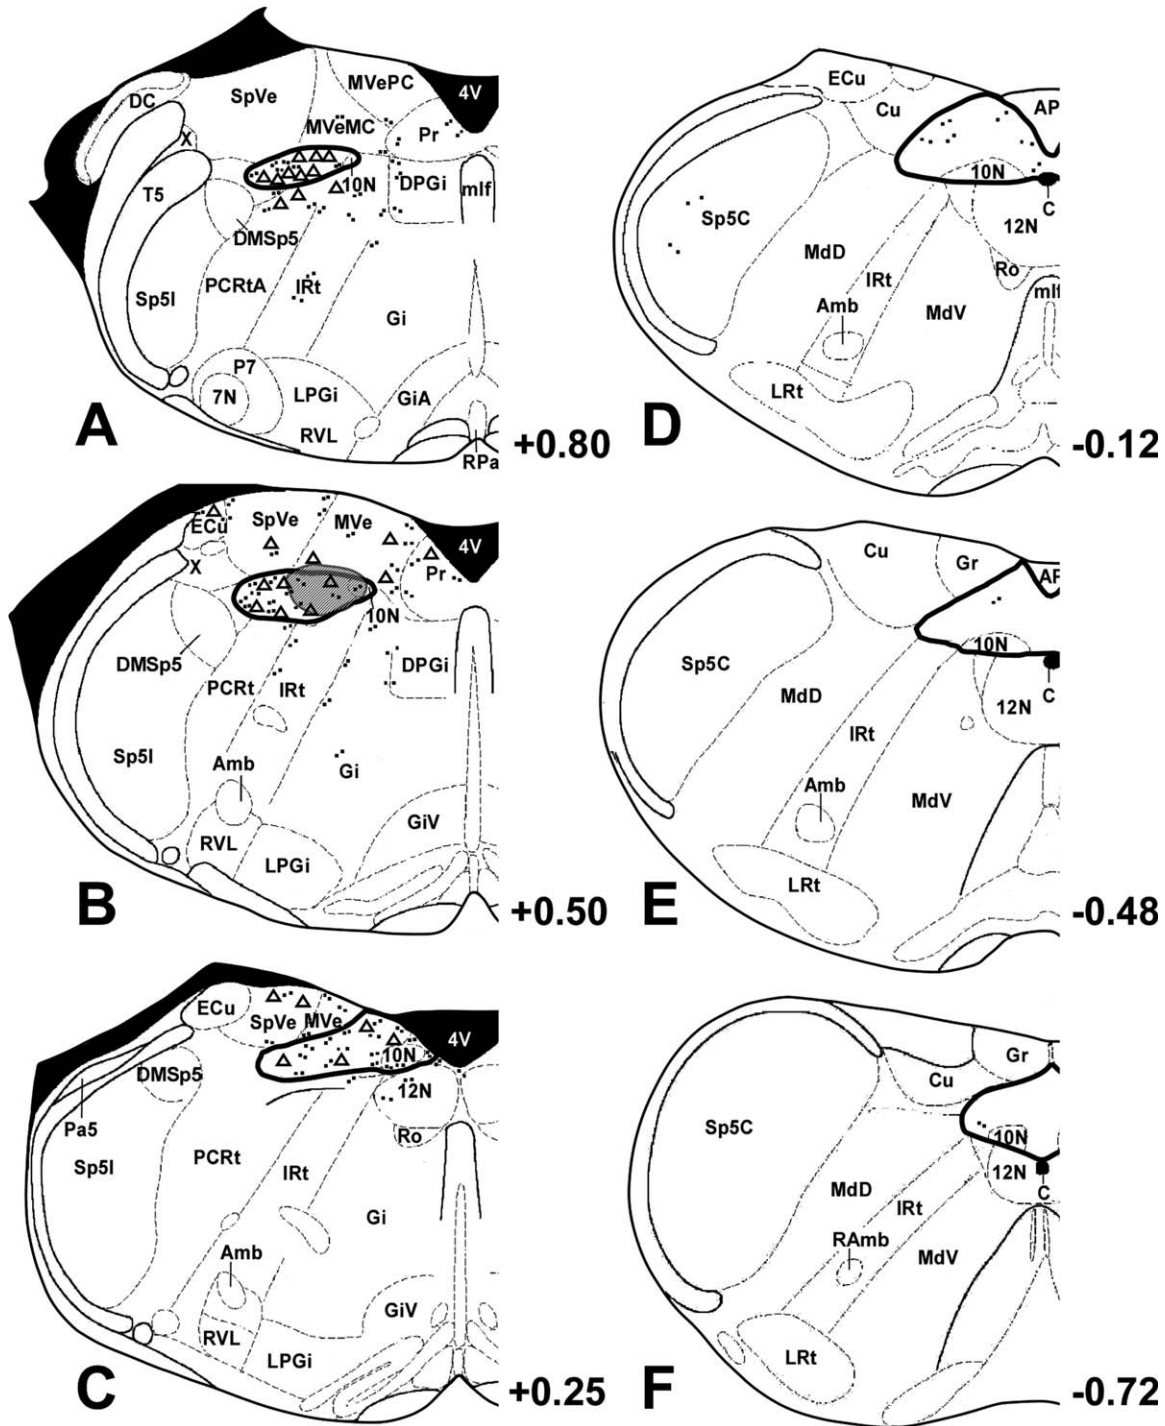 MVePC
SpVe
DC
4V
MVeMC
Pr
X
10N
DPGi
mlf
T5
DMSp5
PCRtA
IRt
Sp5I
Gi
P7
7N
LPGi
GiA
RVL
RPa
A
+0.80
ECu
SpVe
MVe
4V
X
Pr
10N
DMSp5
DPGi
PCRt
IRt
Sp5I
Amb
Gi
GiV
RVL
LPGi
B
+0.50
ECu
SpVe
MVe
4V
10N
DMSp5
12N
Pa5
Ro
Sp5I
PCRt
IRt
Gi
Amb
GiV
RVL
LPGi
C
+0.25
ECu
Cu
AP
10N
C
Sp5C
12N
MdD
Ro
IRt
mlf
Amb
MdV
LRt
D
-0.12
Cu
Gr
AP
10N
Sp5C
C
MdD
12N
IRt
Amb
MdV
LRt
E
-0.48
Gr
Cu
Sp5C
10N
12N
MdD
C
IRt
RAmb
MdV
LRt
F
-0.72